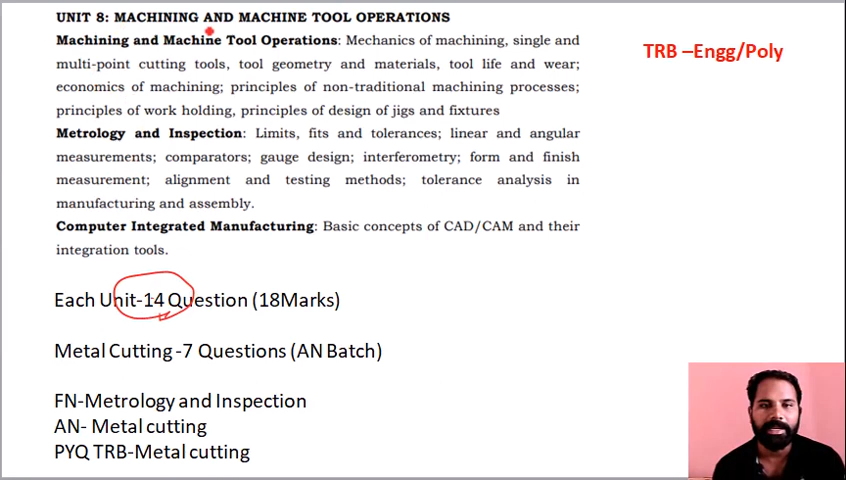 UNIT 8: MACHINING AND MACHINE TOOL OPERATIONS
Machining and Machine Tool Operations: Mechanics of machining, single and
multi-point cutting tools, tool geometry and materials, tool life and wear;
economics of machining; principles of non-traditional machining processes;
principles of work holding, principles of design of jigs and fixtures
Metrology and Inspection: Limits, fits and tolerances; linear and angular
measurements; comparators; gauge design; interferometry; form and finish
measurement; alignment and testing methods; tolerance analysis in
manufacturing and assembly.
Computer Integrated Manufacturing: Basic concepts of CAD/CAM and their
integration tools.
TRB –Engg/Poly
Each Unit-14 Question (18Marks)
Metal Cutting -7 Questions (AN Batch)
FN-Metrology and Inspection
AN- Metal cutting
PYQ TRB-Metal cutting